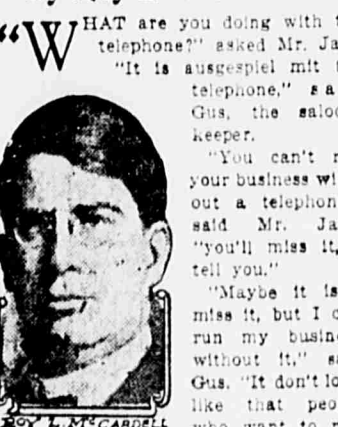 “WHAT are you doing with t
telephone?” asked Mr. Ja
“It is ausgespiel mit t
telephone,” sa
Gus, the saloo
keeper.
“You can't r
your business wi
out a telephon
said Mr. Ja
“you'll miss it,
tell you.”
“Maybe it is
miss it, but I c
run my busine
without it,” sa
Gus. “It don't lo
like that peo
who want to
ROY L. McCARDELL